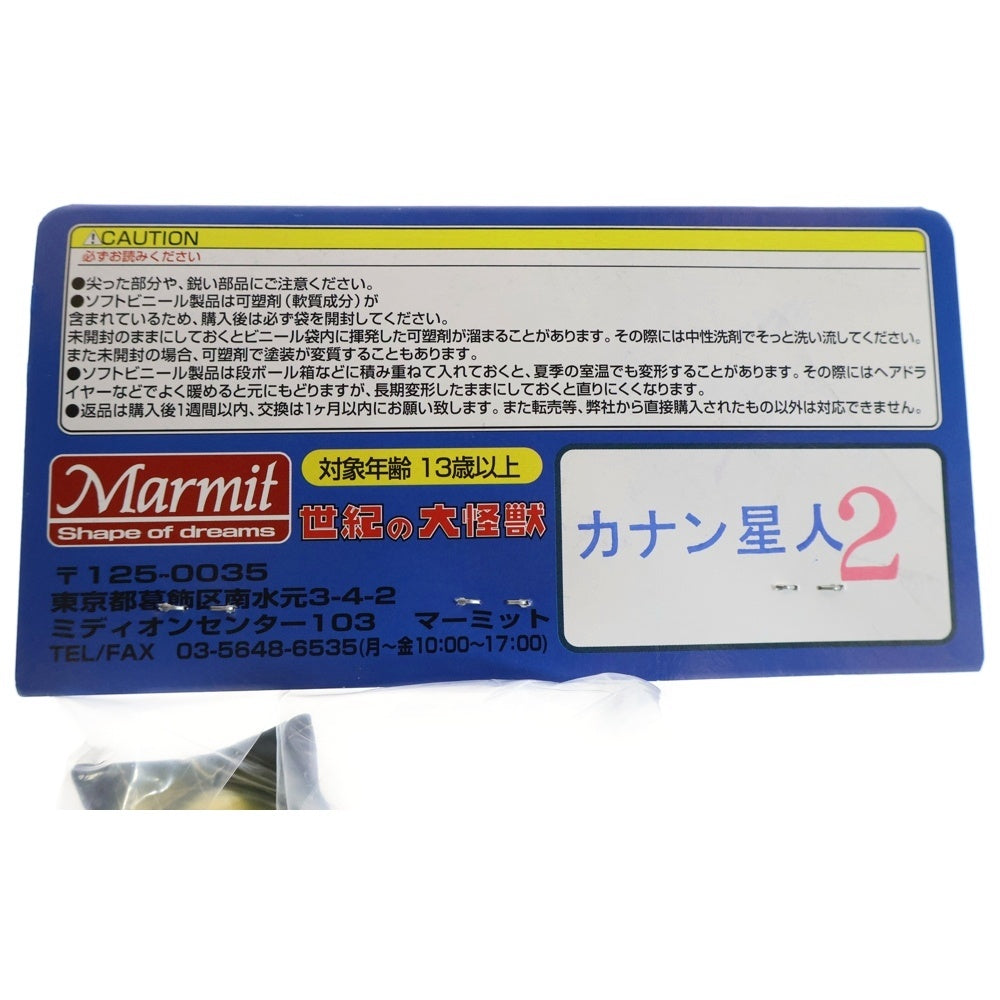 ⚠CAUTION
必ずお読みください
●尖った部分や、鋭い部品にご注意ください。
●ソフトビニール製品は可塑剤（軟質成分）が
含まれているため、購入後は必ず袋を開封してください。
未開封のままにしておくとビニール袋内に揮発した可塑剤が溜まることがあります。その際には中性洗剤でそっと洗い流してください。
また未開封の場合、可塑剤で塗装が変質することもあります。
●ソフトビニール製品は段ボール箱などに積み重ねて入れておくと、夏季の室温でも変形することがあります。その際にはヘアドラ
イヤーなどでよく暖めると元にもどりますが、長期変形したままにしておくと直りにくくなります。
●返品は購入後1週間以内、交換は1ヶ月以内にお願い致します。また転売等、弊社から直接購入されたもの以外は対応できません。
Marmit
Shape of dreams
対象年齢 13歳以上
世紀の大怪獣
〒125-0035
東京都葛飾区南水元3-4-2
ミディオンセンター103 マーミット
TEL/FAX 03-5648-6535(月～金10:00～17:00)
カナン星人2